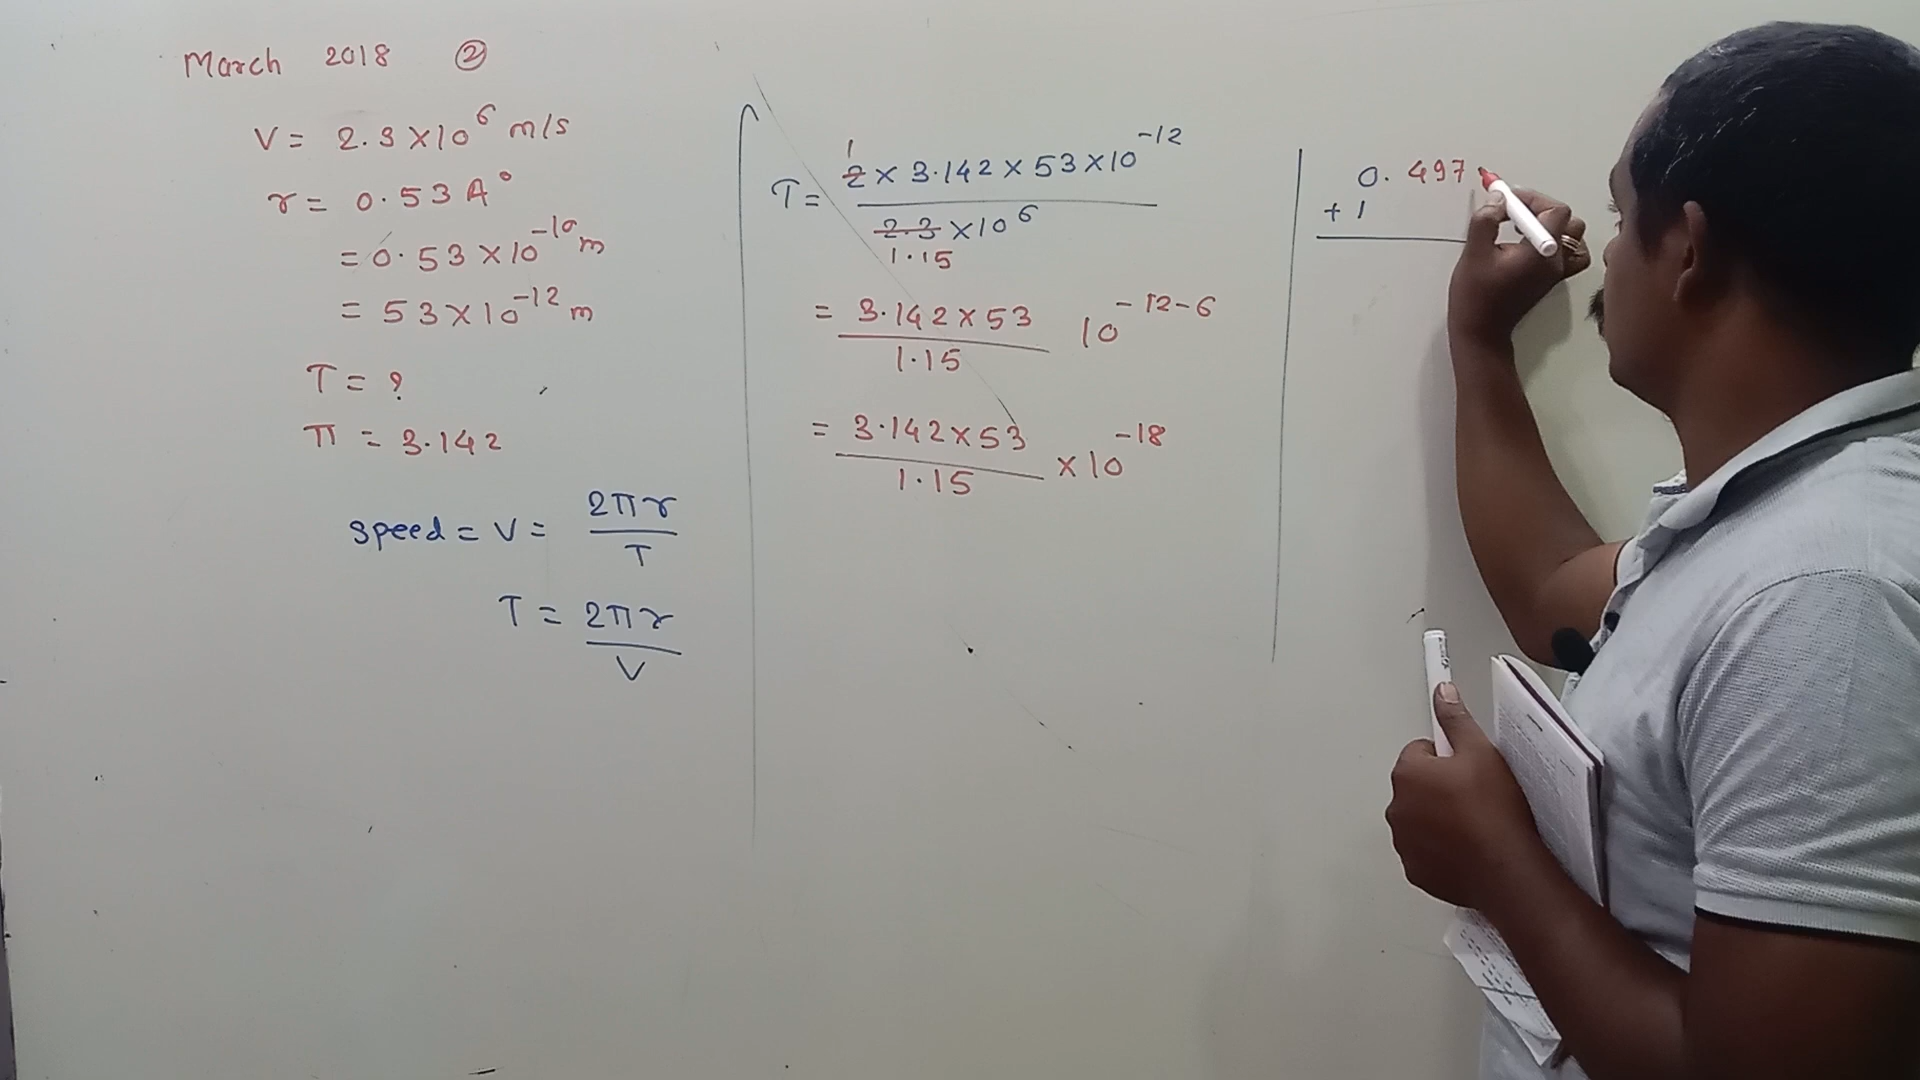 March 2018 ②
V = 2.3 × 10⁶ m/s
r = 0.53 A°
= 0.53 × 10⁻¹⁰ m
= 53 × 10⁻¹² m
T = ?
π = 3.142
speed = V = 2πr / T
T = 2πr / V
1
T = 2 × 3.142 × 53 × 10⁻¹² / 2.3 × 10⁶
1.15
= 3.142 × 53 / 1.15 10⁻¹²⁻⁶
= 3.142 × 53 / 1.15 × 10⁻¹⁸
0.497
+ 1